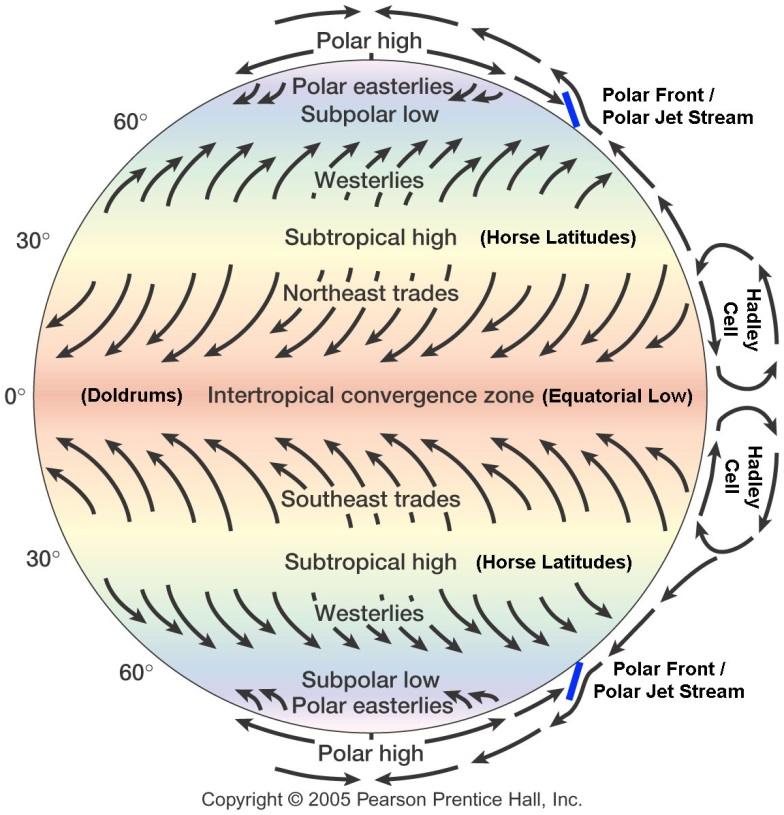 Polar high
Polar easterlies
Polar Front /
Polar Jet Stream
Subpolar low
60°
Westerlies
30°
Subtropical high (Horse Latitudes)
Northeast trades
Hadley
Cell
0°
(Doldrums) Intertropical convergence zone (Equatorial Low)
Hadley
Cell
Southeast trades
30°
Subtropical high (Horse Latitudes)
Westerlies
60°
Subpolar low
Polar Front /
Polar Jet Stream
Polar easterlies
Polar high
Copyright © 2005 Pearson Prentice Hall, Inc.